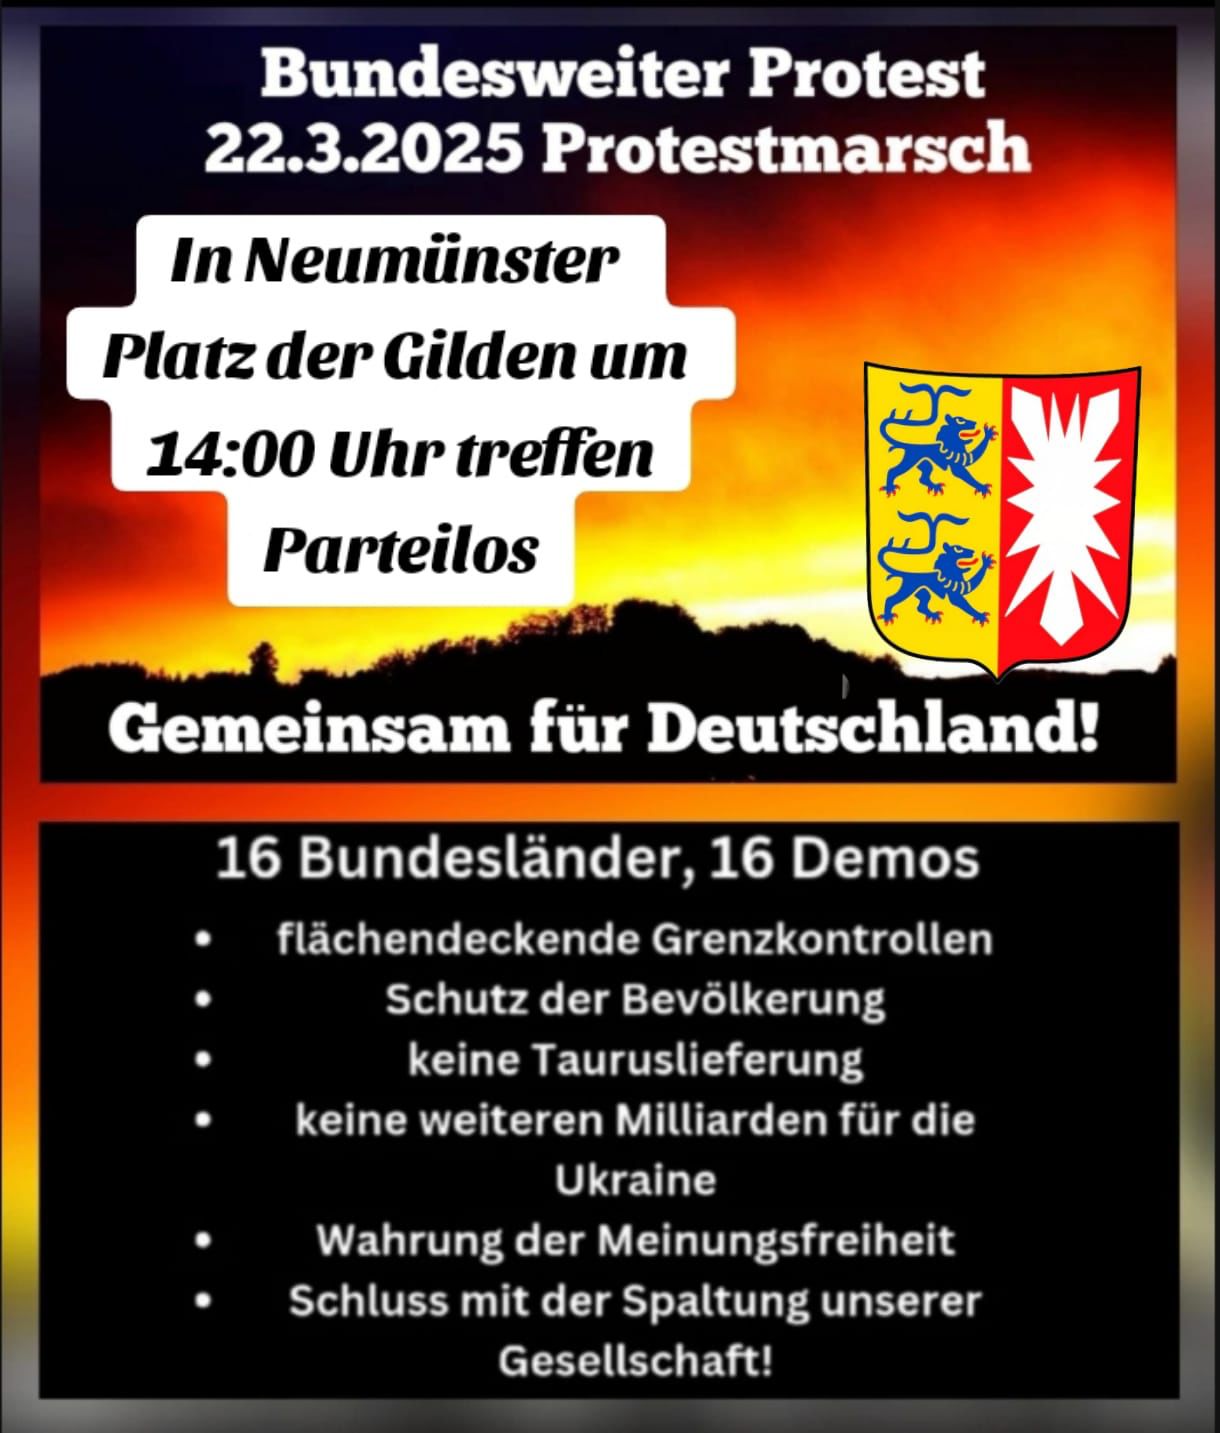 Bundesweiter Protest
22.3.2025 Protestmarsch
In Neumünster
Platz der Gilden um
14:00 Uhr treffen
Parteilos
Gemeinsam für Deutschland!
16 Bundesländer, 16 Demos
• flächendeckende Grenzkontrollen
• Schutz der Bevölkerung
• keine Tauruslieferung
• keine weiteren Milliarden für die
Ukraine
• Wahrung der Meinungsfreiheit
• Schluss mit der Spaltung unserer
Gesellschaft!